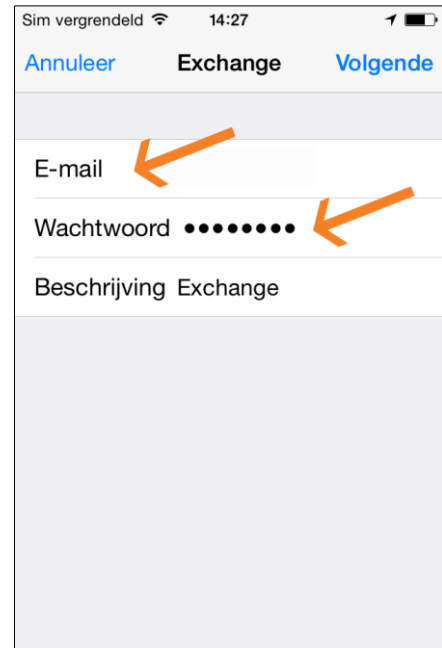 Sim vergrendeld 14:27
Annuleer Exchange Volgende
E-mail
Wachtwoord ••••••••
Beschrijving Exchange